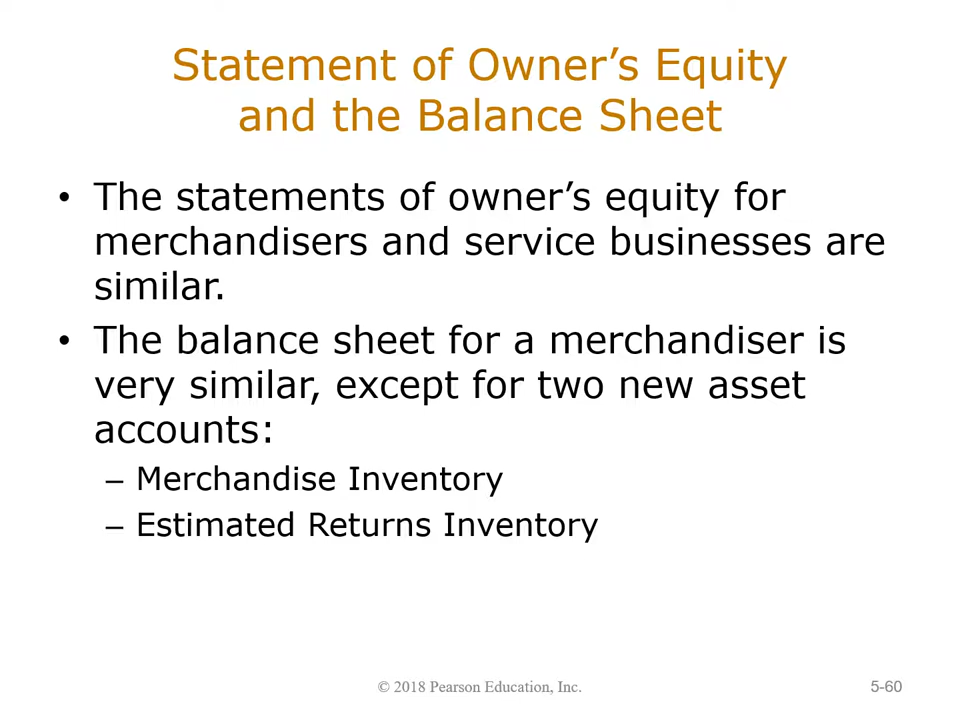 Statement of Owner’s Equity
and the Balance Sheet
• The statements of owner’s equity for
merchandisers and service businesses are
similar.
• The balance sheet for a merchandiser is
very similar, except for two new asset
accounts:
– Merchandise Inventory
– Estimated Returns Inventory
© 2018 Pearson Education, Inc.
5-60